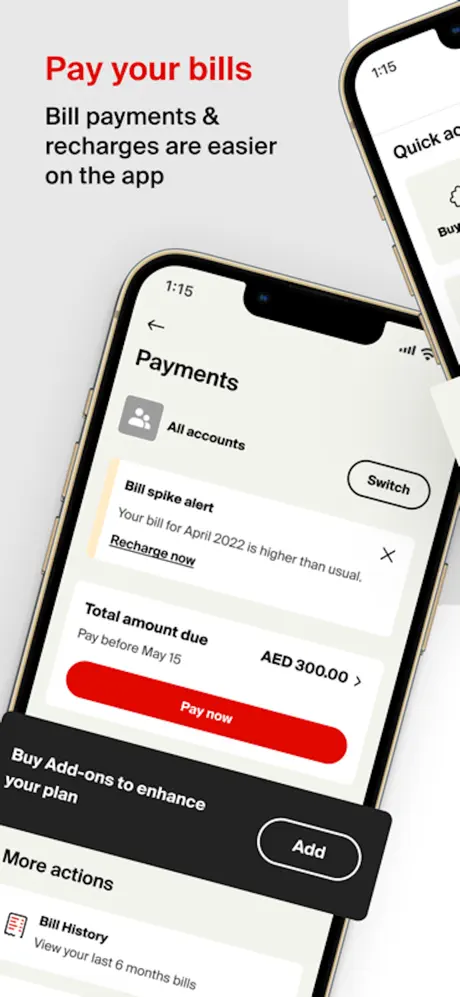 Pay your bills
Bill payments &
recharges are easier
on the app
1:15
Quick
Buy
1:15
Payments
All accounts
Switch
Bill spike alert
Your bill for April 2022 is higher than usual.
Recharge now
Total amount due
AED 300.00
Pay before May 15
Pay now
Buy Add-ons to enhance
your plan
Add
More actions
Bill History
View your last 6 months bills